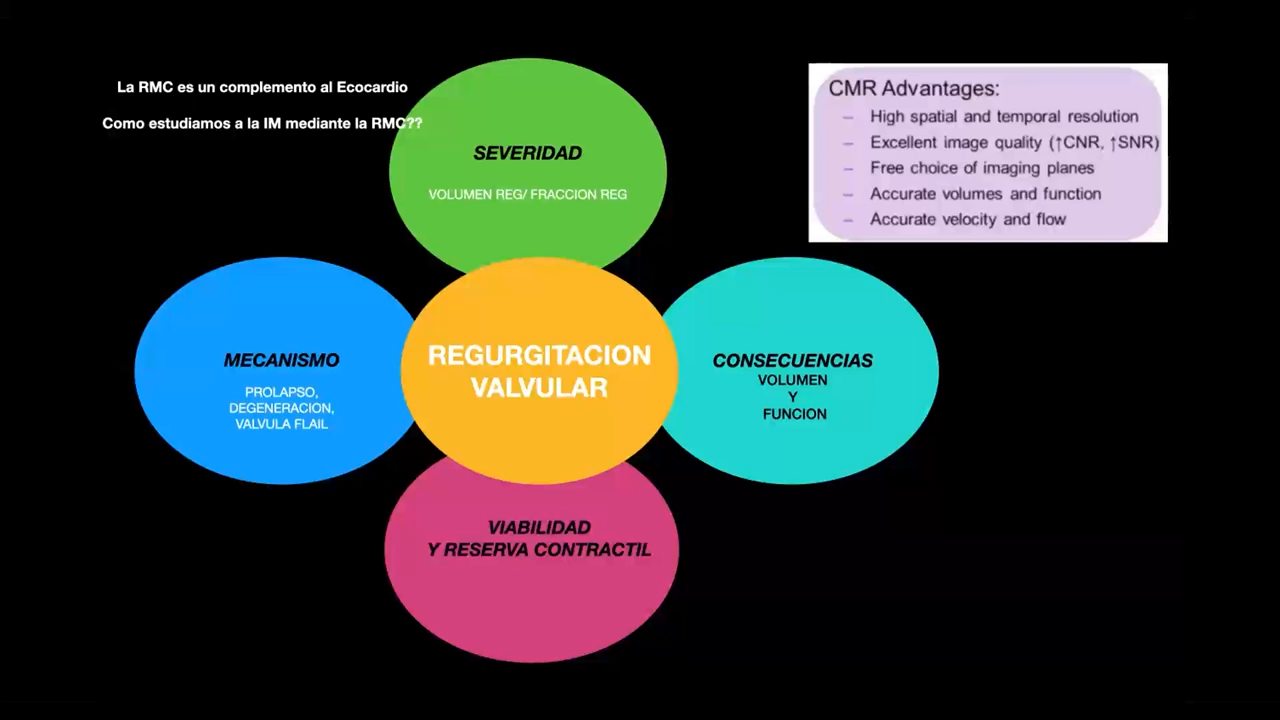 La RMC es un complemento al Ecocardio
Como estudiamos a la IM mediante la RMC??
SEVERIDAD
VOLUMEN REG/ FRACCION REG
CMR Advantages:
– High spatial and temporal resolution
– Excellent image quality (↑CNR, ↑SNR)
– Free choice of imaging planes
– Accurate volumes and function
– Accurate velocity and flow
MECANISMO
PROLAPSO,
DEGENERACION,
VALVULA FLAIL
REGURGITACION
VALVULAR
CONSECUENCIAS
VOLUMEN
Y
FUNCION
VIABILIDAD
Y RESERVA CONTRACTIL